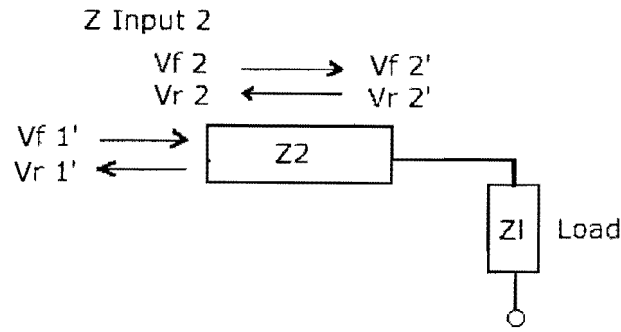 Z Input 2
Vf 2 Vf 2'
Vr 2 Vr 2'
Vf 1'
Vr 1'
Z2
Zl Load